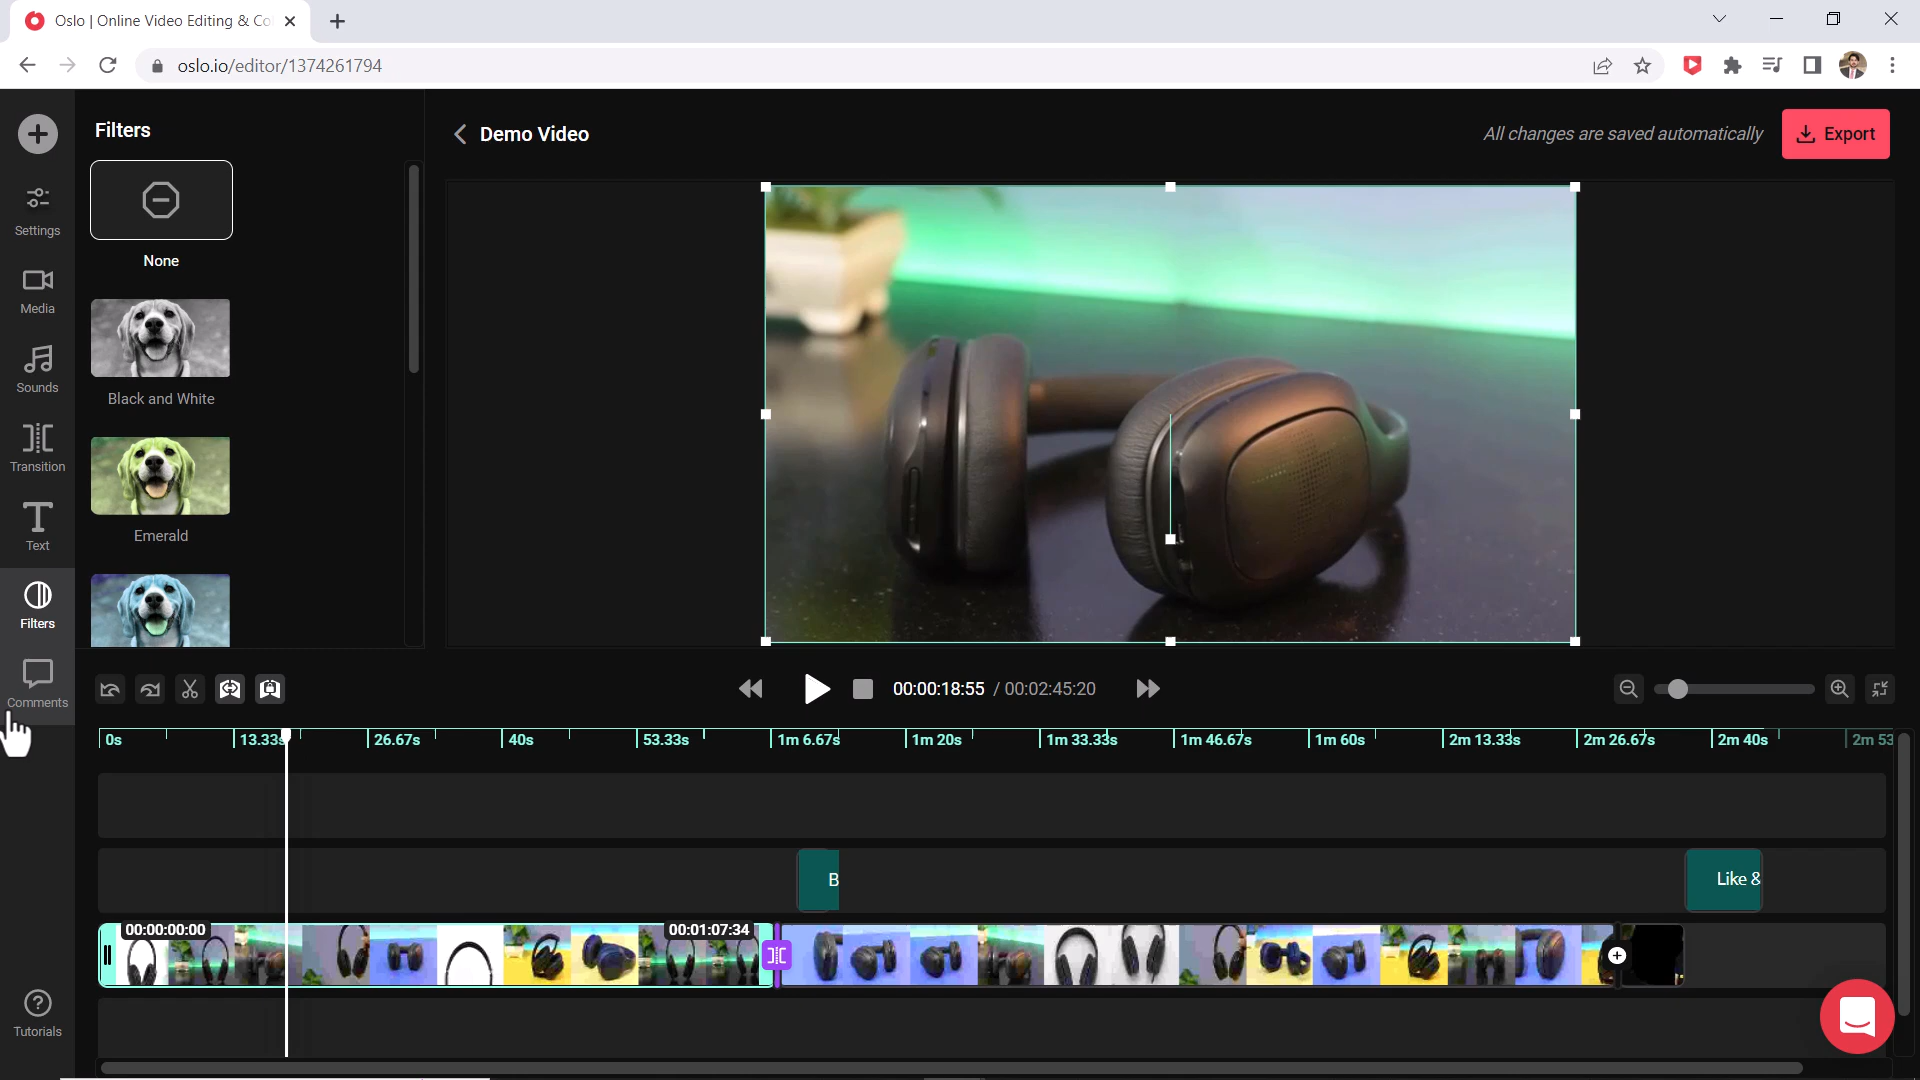 Oslo | Online Video Editing & Co
oslo.io/editor/1374261794
Filters
Demo Video
All changes are saved automatically
Export
Settings
None
Media
Black and White
Sounds
Emerald
Transition
Text
Filters
Comments
00:00:18:55 / 00:02:45:20
0s
13.33s
26.67s
40s
53.33s
1m 6.67s
1m 20s
1m 33.33s
1m 46.67s
1m 60s
2m 13.33s
2m 26.67s
2m 40s
2m 53
B
Like &
00:00:00:00
00:01:07:34
Tutorials